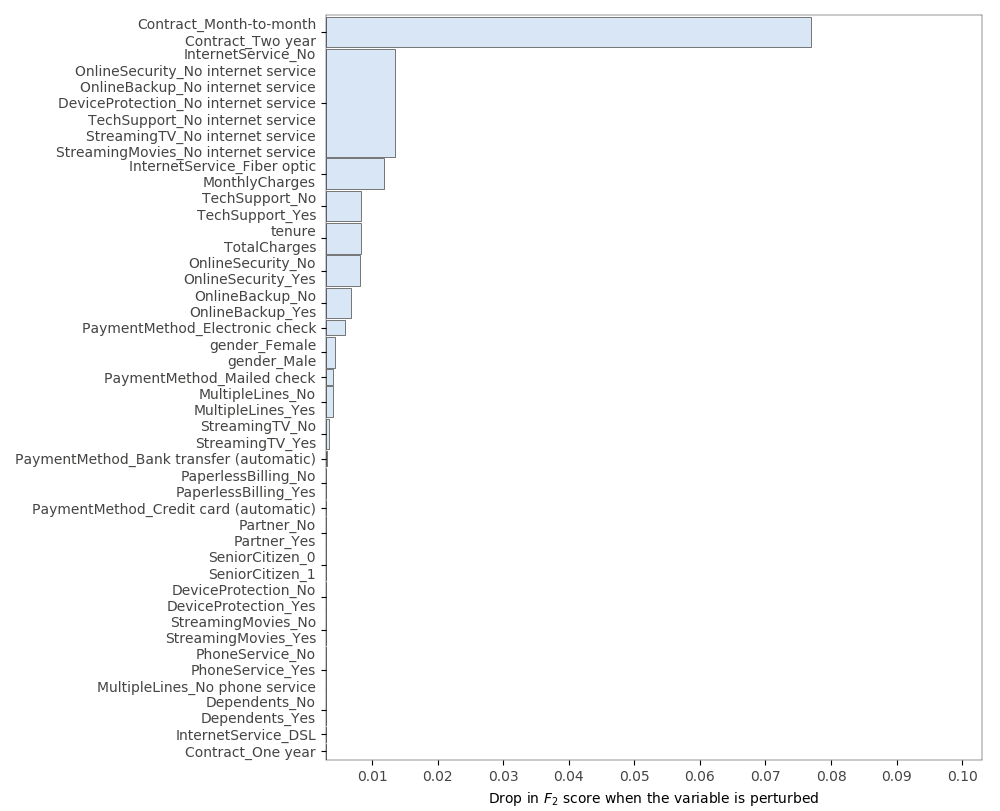 Contract_Month-to-month
Contract_Two year
InternetService_No
OnlineSecurity_No internet service
OnlineBackup_No internet service
DeviceProtection_No internet service
TechSupport_No internet service
StreamingTV_No internet service
StreamingMovies_No internet service
InternetService_Fiber optic
MonthlyCharges
TechSupport_No
TechSupport_Yes
tenure
TotalCharges
OnlineSecurity_No
OnlineSecurity_Yes
OnlineBackup_No
OnlineBackup_Yes
PaymentMethod_Electronic check
gender_Female
gender_Male
PaymentMethod_Mailed check
MultipleLines_No
MultipleLines_Yes
StreamingTV_No
StreamingTV_Yes
PaymentMethod_Bank transfer (automatic)
PaperlessBilling_No
PaperlessBilling_Yes
PaymentMethod_Credit card (automatic)
Partner_No
Partner_Yes
SeniorCitizen_0
SeniorCitizen_1
DeviceProtection_No
DeviceProtection_Yes
StreamingMovies_No
StreamingMovies_Yes
PhoneService_No
PhoneService_Yes
MultipleLines_No phone service
Dependents_No
Dependents_Yes
InternetService_DSL
Contract_One year
0.01 0.02 0.03 0.04 0.05 0.06 0.07 0.08 0.09 0.10
Drop in F₂ score when the variable is perturbed